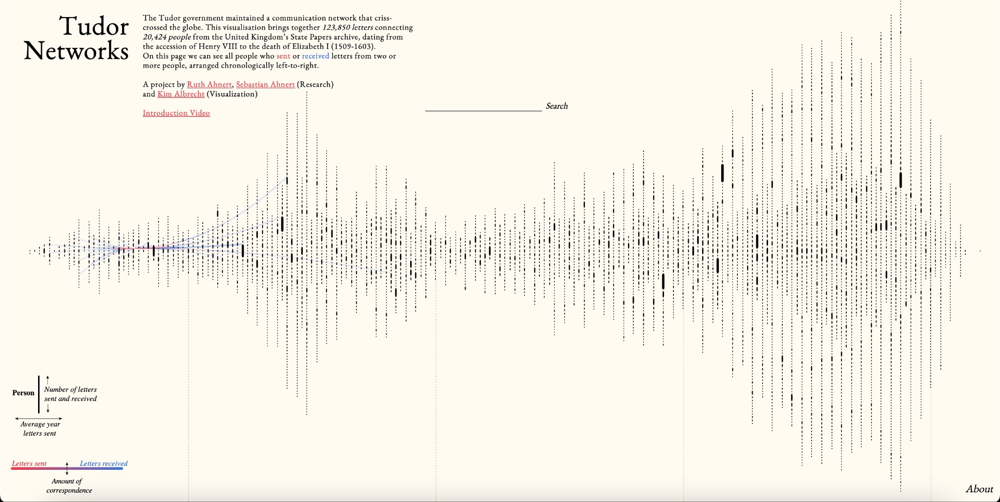 Tudor
Networks
The Tudor government maintained a communication network that criss-
crossed the globe. This visualisation brings together 123,850 letters connecting
20,424 people from the United Kingdom's State Papers archive, dating from
the accession of Henry VIII to the death of Elizabeth I (1509-1603).
On this page we can see all people who sent or received letters from two or
more people, arranged chronologically left-to-right.
A project by Ruth Ahnert, Sebastian Ahnert (Research)
and Kim Albrecht (Visualization)
Introduction Video
Search
Person
Number of letters
sent and received
Average year
letters sent
Letters sent
Letters received
Amount of
correspondence
About